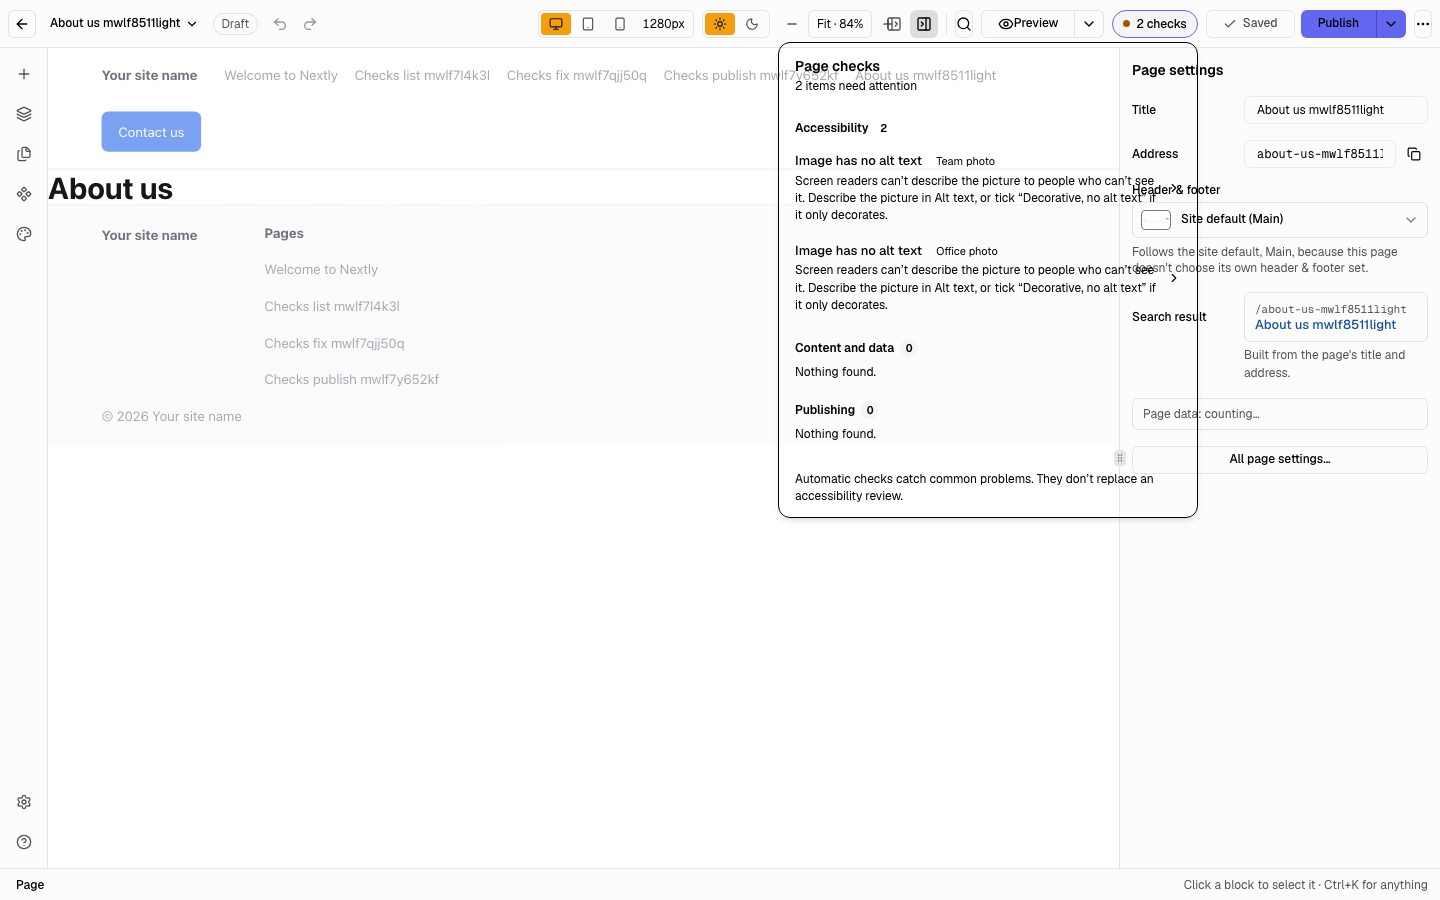 About us mwlf8511light
Draft
1280px
Fit · 84%
Preview
2 checks
Saved
Publish
Your site name
Welcome to Nextly
Checks list mwlf7l4k3l
Checks fix mwlf7qjj50q
Checks publish mwlf7y652kf
About us mwlf8511light
Contact us
About us
Your site name
Pages
Welcome to Nextly
Checks list mwlf7l4k3l
Checks fix mwlf7qjj50q
Checks publish mwlf7y652kf
© 2026 Your site name
Page checks
2 items need attention
Accessibility 2
Image has no alt text Team photo
Screen readers can’t describe the picture to people who can’t see
it. Describe the picture in Alt text, or tick “Decorative, no alt text” if
it only decorates.
Image has no alt text Office photo
Screen readers can’t describe the picture to people who can’t see
it. Describe the picture in Alt text, or tick “Decorative, no alt text” if
it only decorates.
Content and data 0
Nothing found.
Publishing 0
Nothing found.
Automatic checks catch common problems. They don’t replace an
accessibility review.
Page settings
Title
About us mwlf8511light
Address
about-us-mwlf8511l
Header & footer
Site default (Main)
Follows the site default, Main, because this page
doesn't choose its own header & footer set.
Search result
/about-us-mwlf8511light
About us mwlf8511light
Built from the page's title and
address.
Page data: counting…
All page settings…
Page
Click a block to select it · Ctrl+K for anything